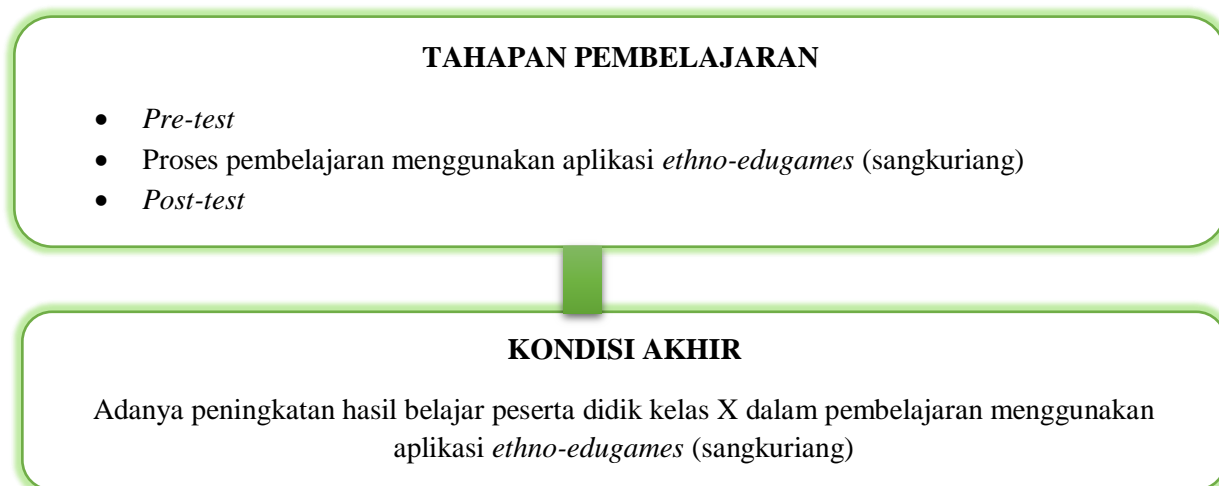 TAHAPAN PEMBELAJARAN
• Pre-test
• Proses pembelajaran menggunakan aplikasi ethno-edugames (sangkuriang)
• Post-test
KONDISI AKHIR
Adanya peningkatan hasil belajar peserta didik kelas X dalam pembelajaran menggunakan
aplikasi ethno-edugames (sangkuriang)